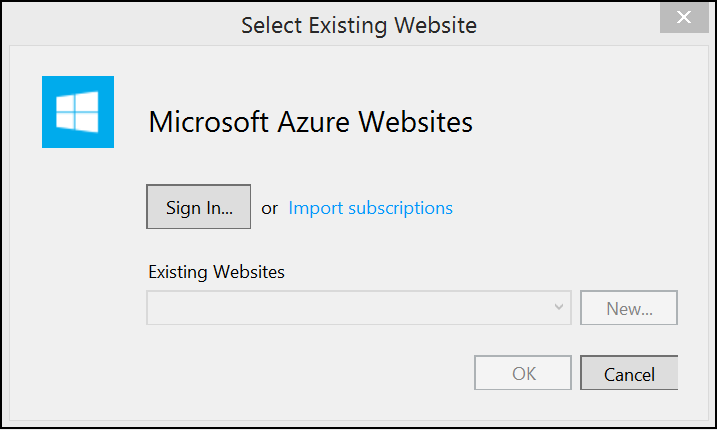 Select Existing Website
Microsoft Azure Websites
Sign In... or Import subscriptions
Existing Websites
New...
OK Cancel